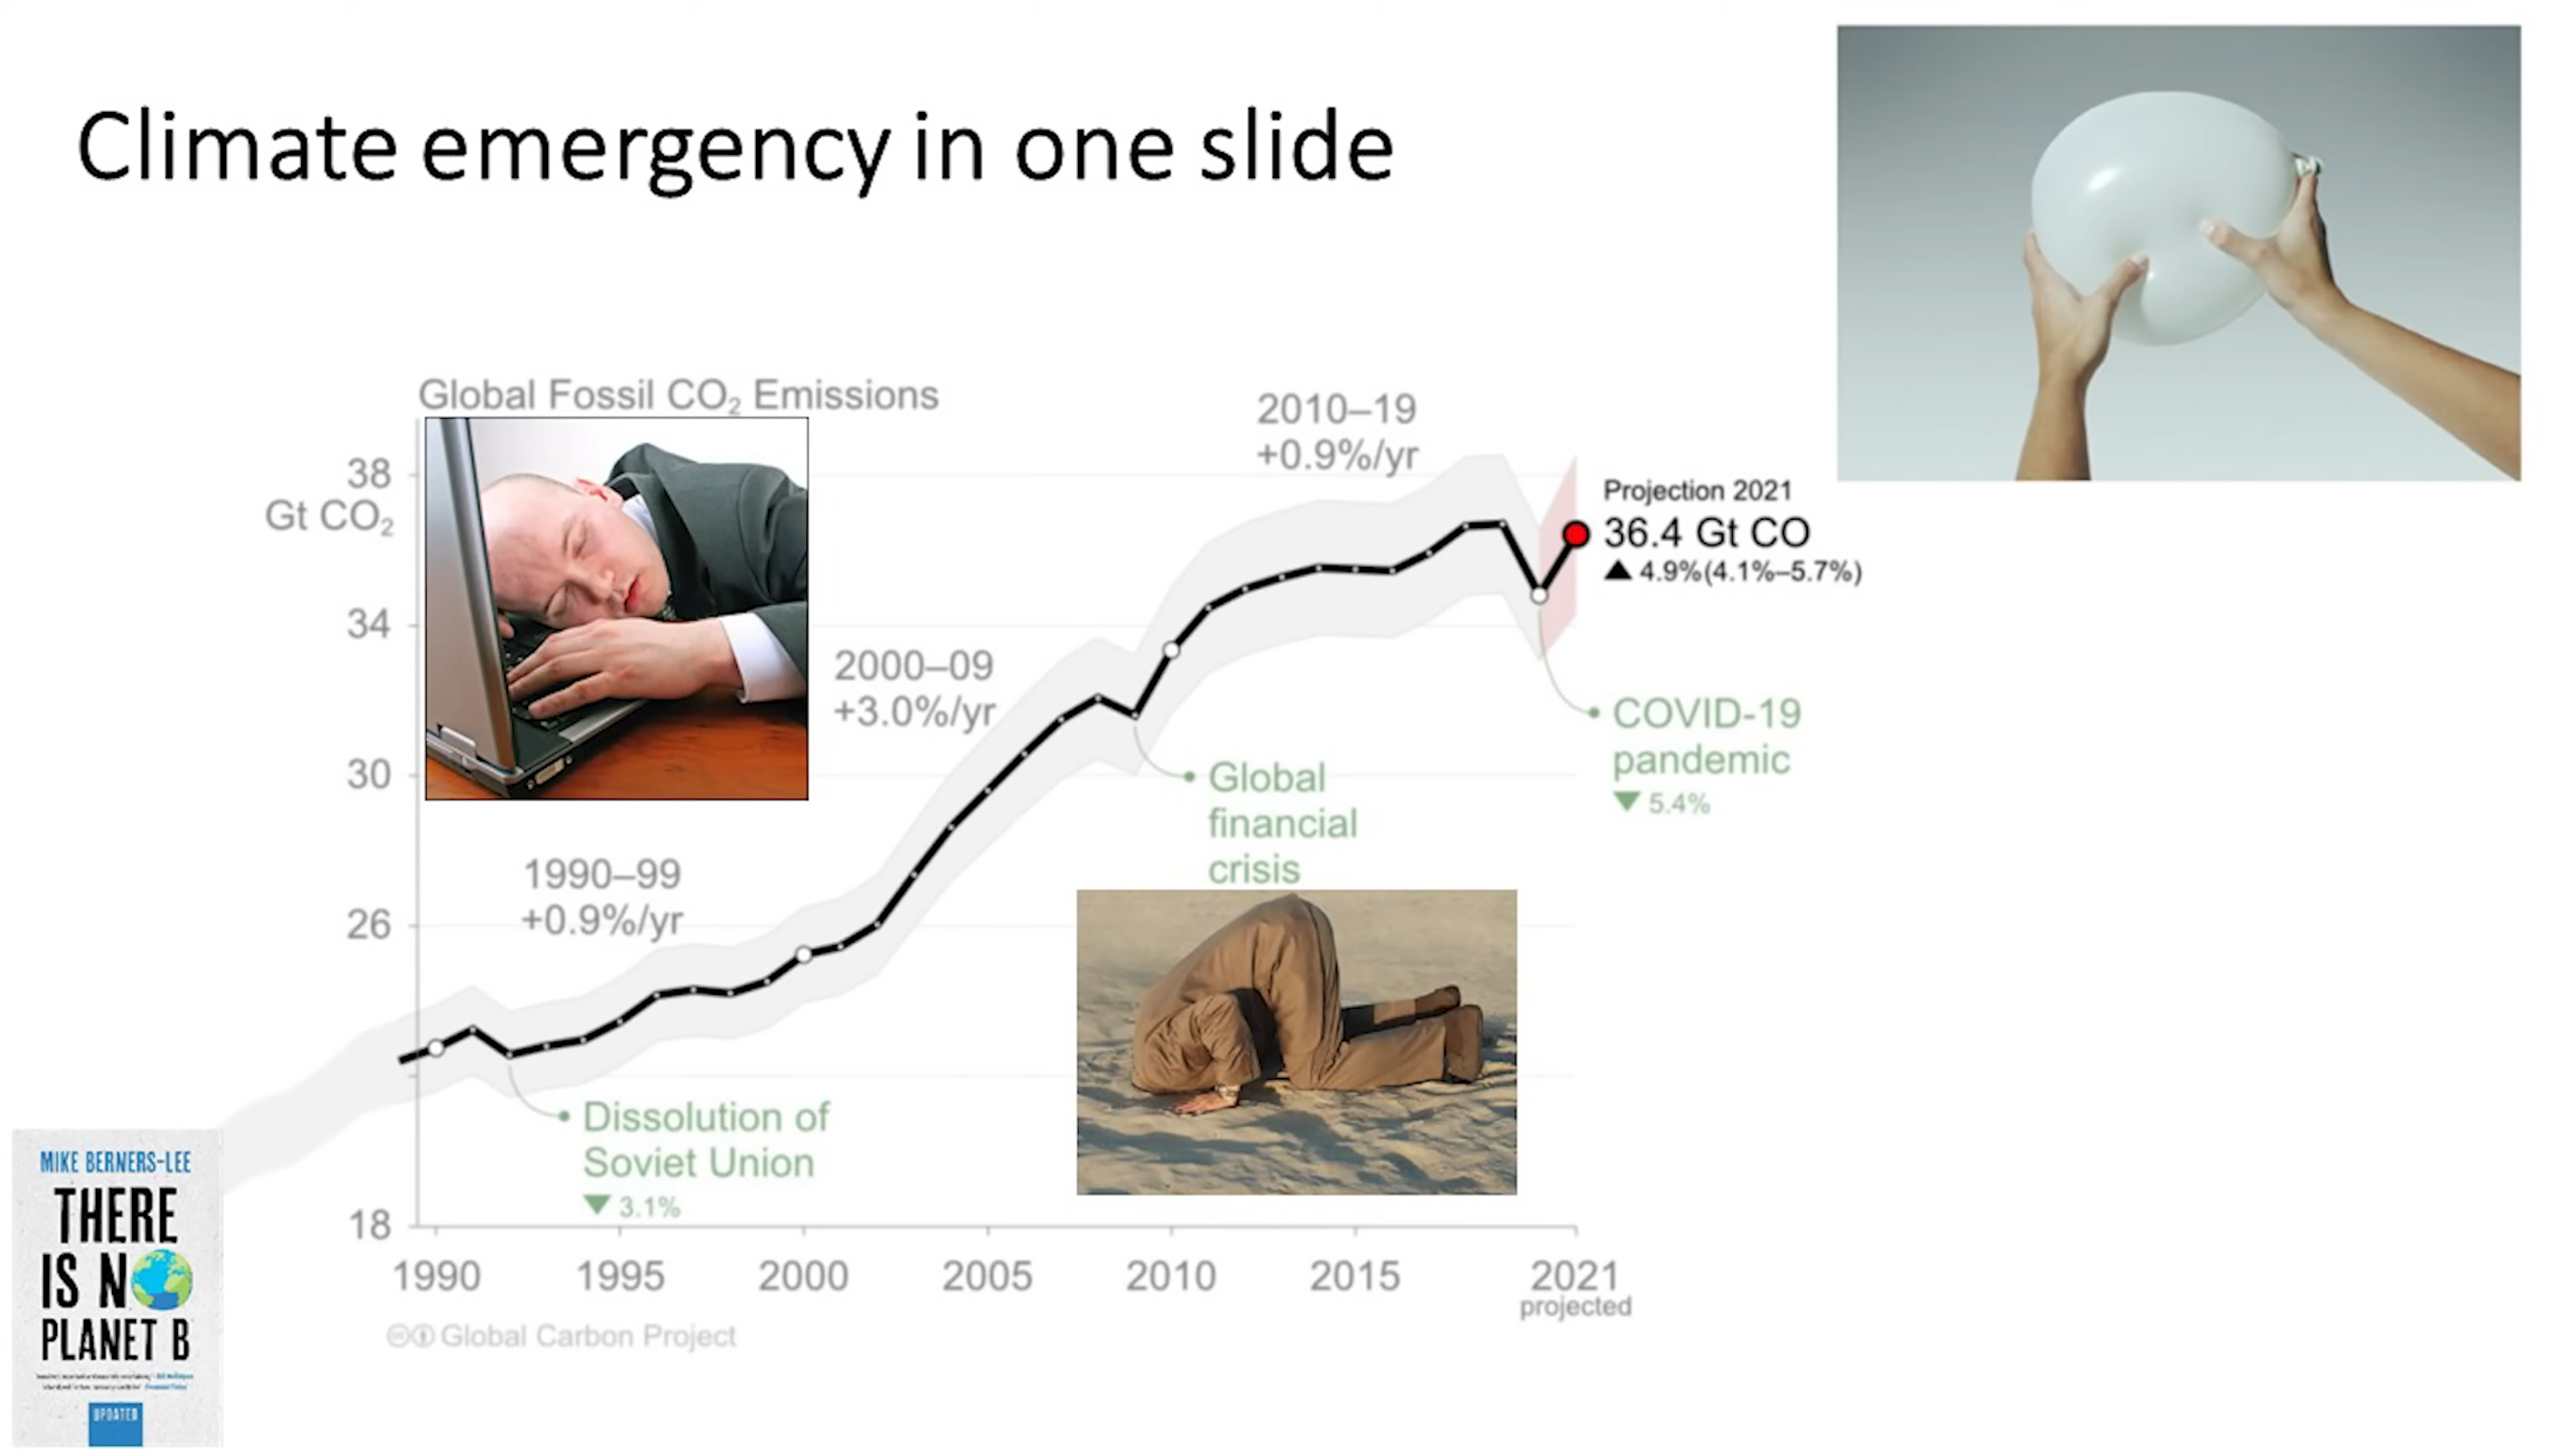 Climate emergency in one slide
Global Fossil CO₂ Emissions
38
Gt CO₂
34
30
26
18
2010–19
+0.9%/yr
Projection 2021
36.4 Gt CO
▲ 4.9%(4.1%–5.7%)
2000–09
+3.0%/yr
COVID-19
pandemic
▼ 5.4%
Global
financial
crisis
1990–99
+0.9%/yr
Dissolution of
Soviet Union
▼ 3.1%
1990 1995 2000 2005 2010 2015 2021
projected
Global Carbon Project
MIKE BERNERS-LEE
THERE
IS NO
PLANET B
UPDATED